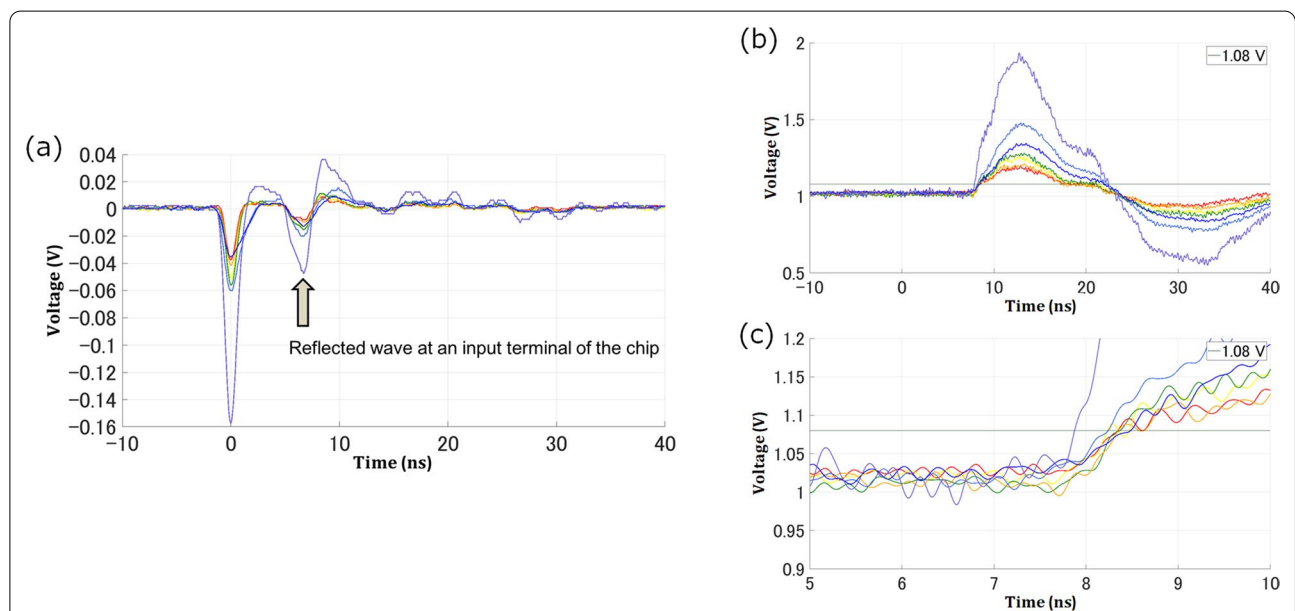 (a)
0.04
0.02
0
−0.02
−0.04
−0.06
−0.08
−0.1
−0.12
−0.14
−0.16
Voltage (V)
−10 0 10 20 30 40
Time (ns)
Reflected wave at an input terminal of the chip
(b)
2
1.5
1
0.5
Voltage (V)
1.08 V
−10 0 10 20 30 40
Time (ns)
(c)
1.2
1.15
1.1
1.05
1
0.95
0.9
Voltage (V)
1.08 V
5 6 7 8 9 10
Time (ns)